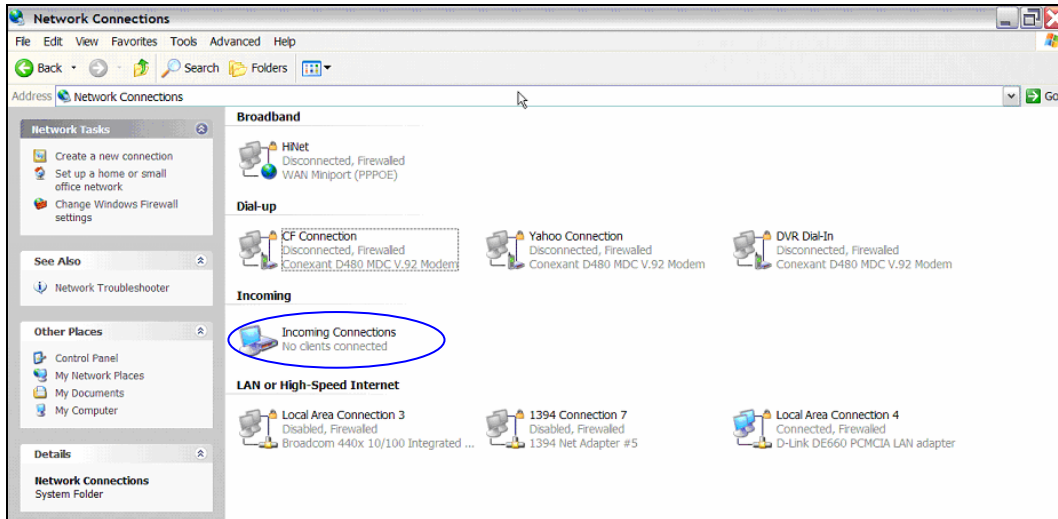 Network Connections
File Edit View Favorites Tools Advanced Help
Back Search Folders
Address Network Connections Go
Network Tasks
Create a new connection
Set up a home or small
office network
Change Windows Firewall
settings
See Also
Network Troubleshooter
Other Places
Control Panel
My Network Places
My Documents
My Computer
Details
Network Connections
System Folder
Broadband
HiNet
Disconnected, Firewalled
WAN Miniport (PPPOE)
Dial-up
CF Connection
Disconnected, Firewalled
Conexant D480 MDC V.92 Modem
Yahoo Connection
Disconnected, Firewalled
Conexant D480 MDC V.92 Modem
DVR Dial-In
Disconnected, Firewalled
Conexant D480 MDC V.92 Modem
Incoming
Incoming Connections
No clients connected
LAN or High-Speed Internet
Local Area Connection 3
Disabled, Firewalled
Broadcom 440x 10/100 Integrated ...
1394 Connection 7
Disabled, Firewalled
1394 Net Adapter #5
Local Area Connection 4
Connected, Firewalled
D-Link DE660 PCMCIA LAN adapter